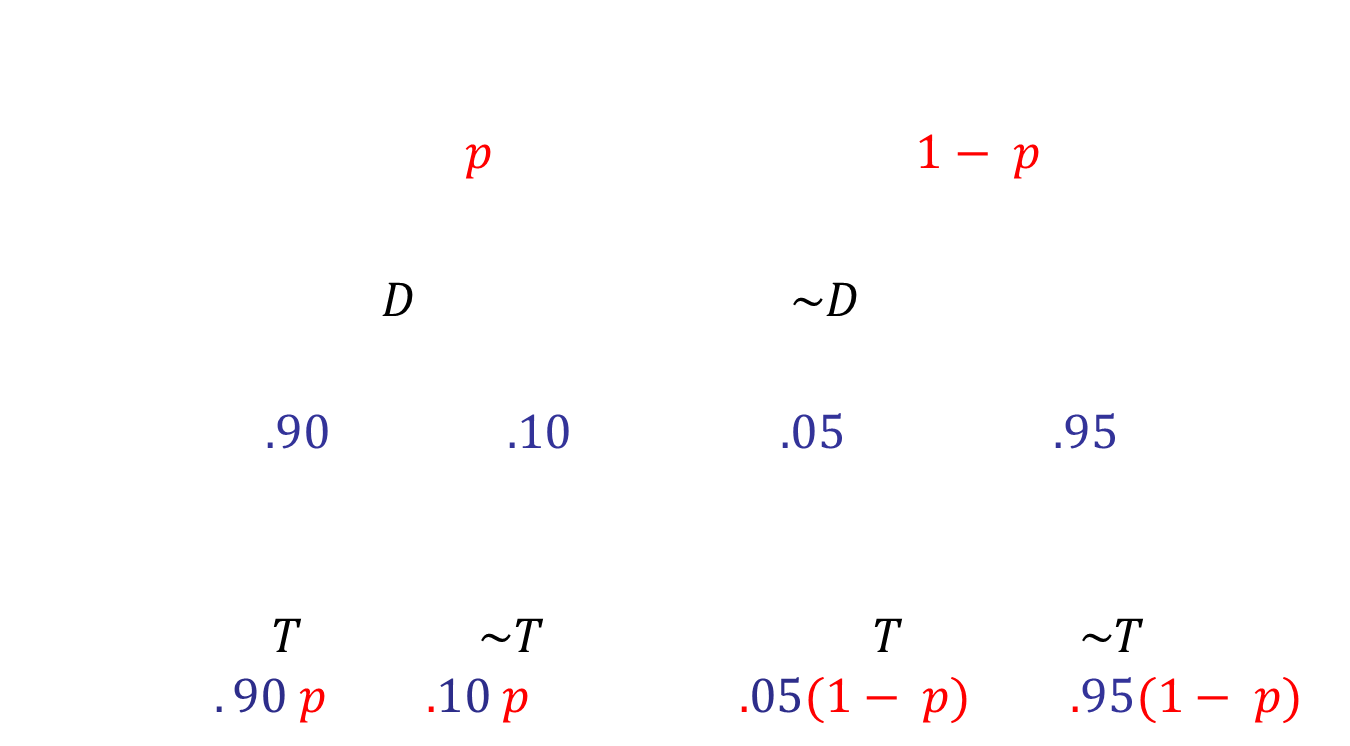 p 1 − p
D ~D
.90 .10 .05 .95
T ~T T ~T
.90 p .10 p .05(1 − p) .95(1 − p)